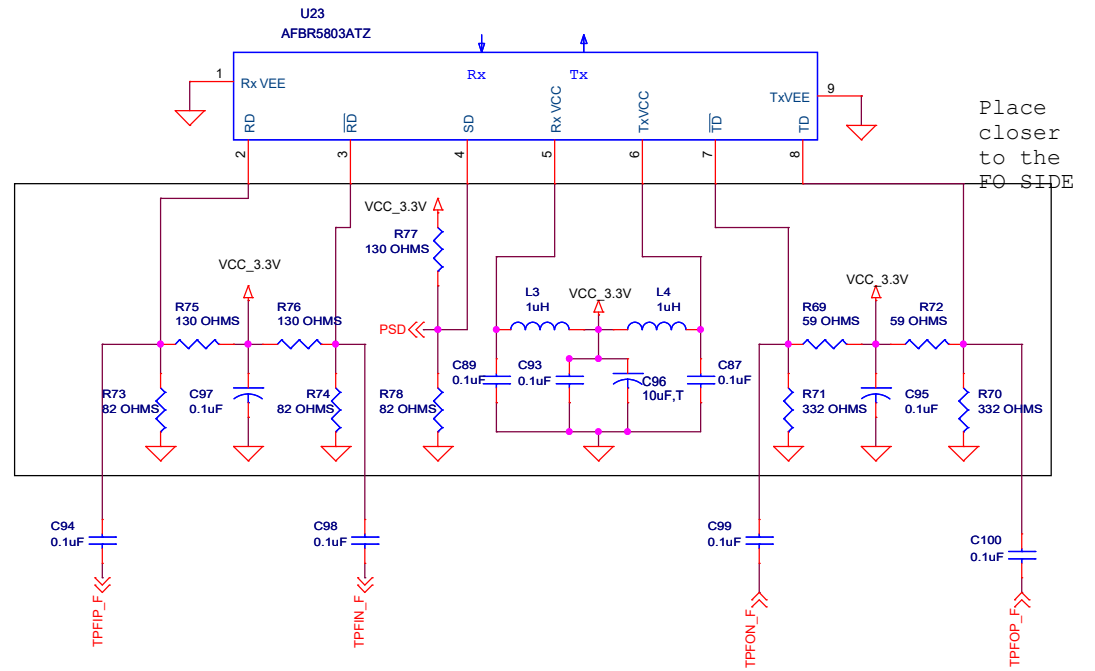 U23
AFBR5803ATZ
Rx
Tx
1
Rx VEE
RD
RD
SD
Rx VCC
TxVCC
TD
TD
TxVEE
9
2
3
4
5
6
7
8
Place
closer
to the
FO SIDE
VCC_3.3V
R77
130 OHMS
VCC_3.3V
R75
130 OHMS
R76
130 OHMS
PSD
L3
1uH
VCC_3.3V
L4
1uH
VCC_3.3V
R69
59 OHMS
R72
59 OHMS
R73
82 OHMS
C97
0.1uF
R74
82 OHMS
R78
82 OHMS
C89
0.1uF
C93
0.1uF
C96
10uF,T
C87
0.1uF
R71
332 OHMS
C95
0.1uF
R70
332 OHMS
C94
0.1uF
C98
0.1uF
C99
0.1uF
C100
0.1uF
TPFIP_F
TPFIN_F
TPFON_F
TPFOP_F